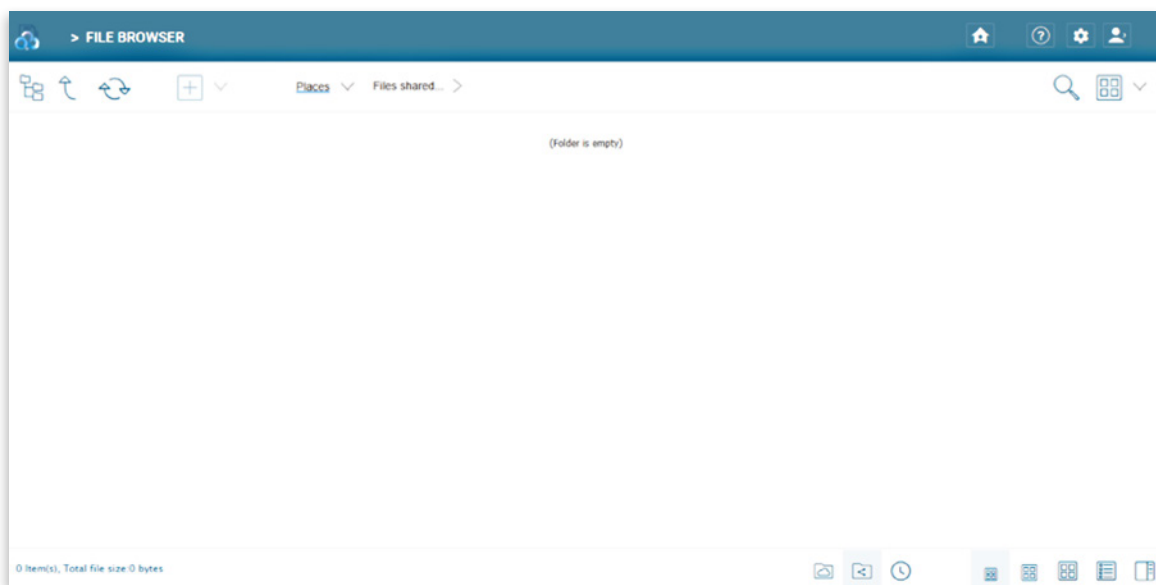 > FILE BROWSER
Places Files shared... >
(Folder is empty)
0 Item(s), Total file size:0 bytes